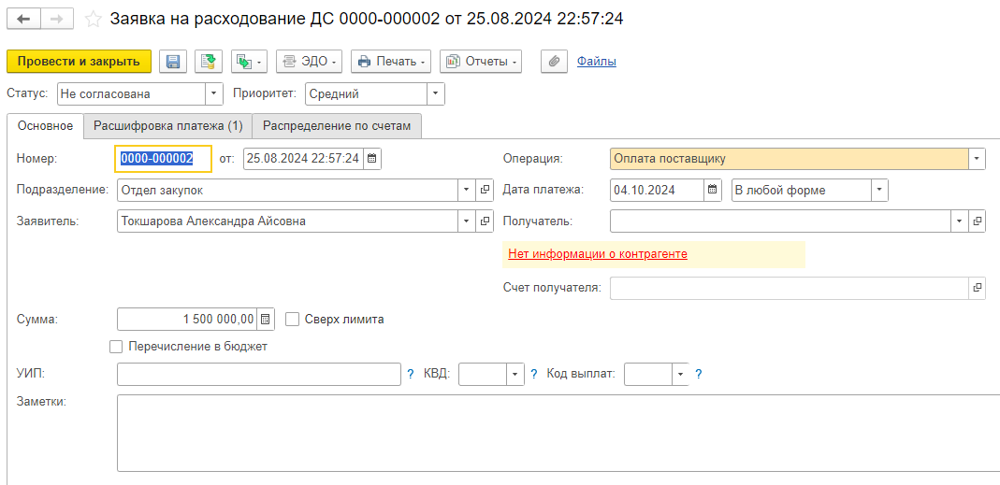 Заявка на расходование ДС 0000-000002 от 25.08.2024 22:57:24
Провести и закрыть ЭДО Печать Отчеты Файлы
Статус: Не согласована Приоритет: Средний
Основное Расшифровка платежа (1) Распределение по счетам
Номер: 0000-000002 от: 25.08.2024 22:57:24 Операция: Оплата поставщику
Подразделение: Отдел закупок Дата платежа: 04.10.2024 В любой форме
Заявитель: Токшарова Александра Айсовна Получатель:
Нет информации о контрагенте
Счет получателя:
Сумма: 1 500 000,00 Сверх лимита
Перечисление в бюджет
УИП: ? КВД: ? Код выплат: ?
Заметки: